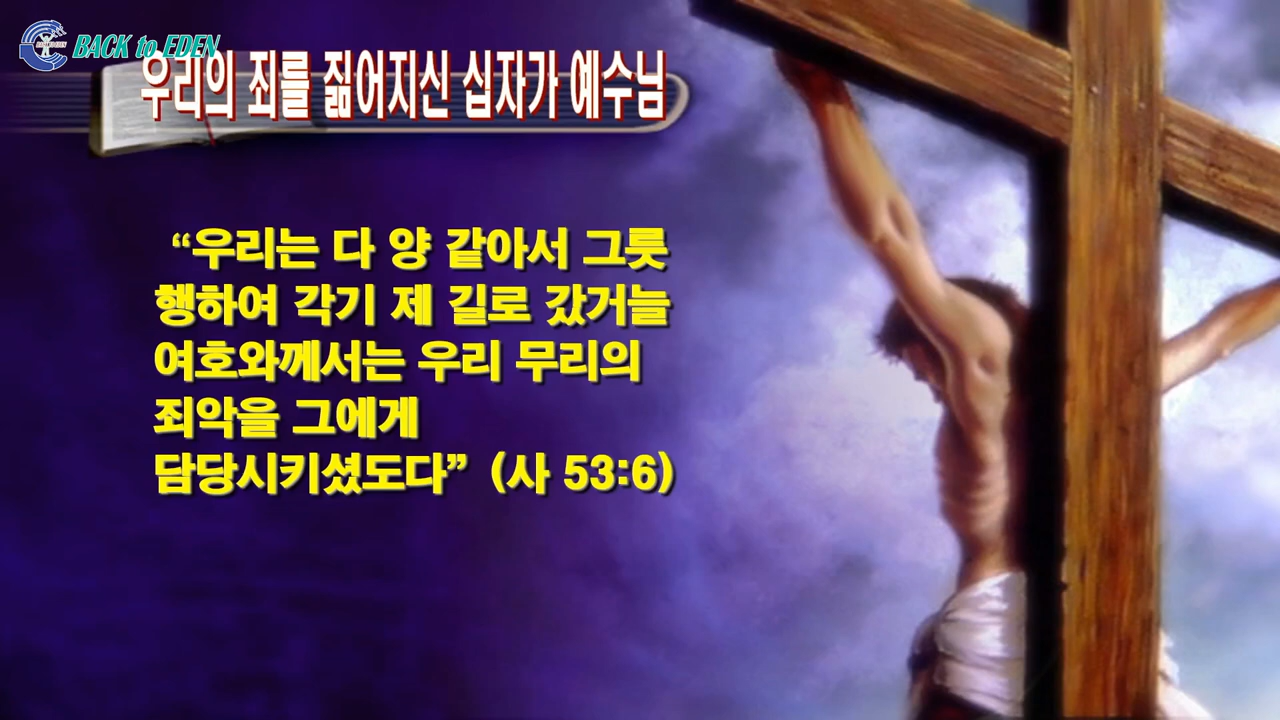 BACK to EDEN
우리의 죄를 짊어지신 십자가 예수님
“우리는 다 양 같아서 그릇
행하여 각기 제 길로 갔거늘
여호와께서는 우리 무리의
죄악을 그에게
담당시키셨도다” (사 53:6)